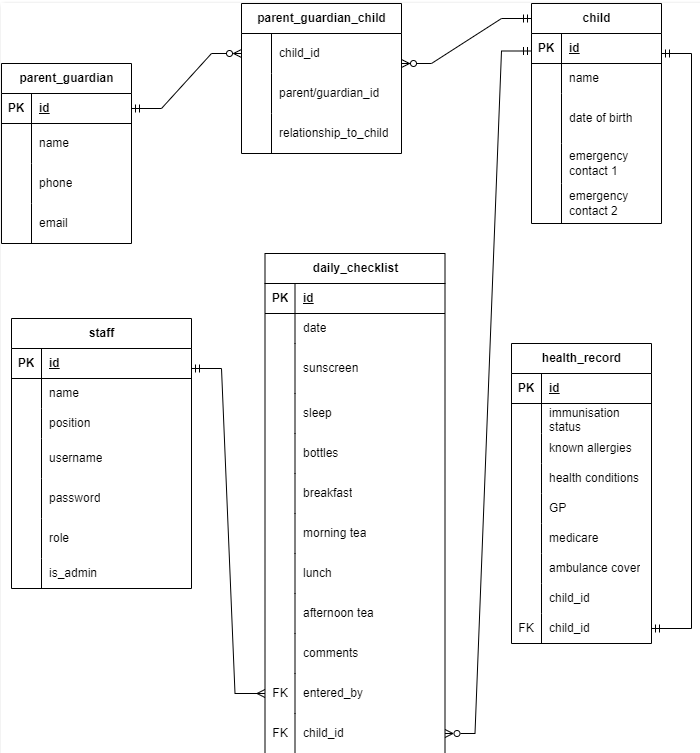 parent_guardian_child
child_id
parent/guardian_id
relationship_to_child
child
PK id
name
date of birth
emergency
contact 1
emergency
contact 2
parent_guardian
PK id
name
phone
email
daily_checklist
PK id
date
sunscreen
sleep
bottles
breakfast
morning tea
lunch
afternoon tea
comments
FK entered_by
FK child_id
staff
PK id
name
position
username
password
role
is_admin
health_record
PK id
immunisation
status
known allergies
health conditions
GP
medicare
ambulance cover
child_id
FK child_id